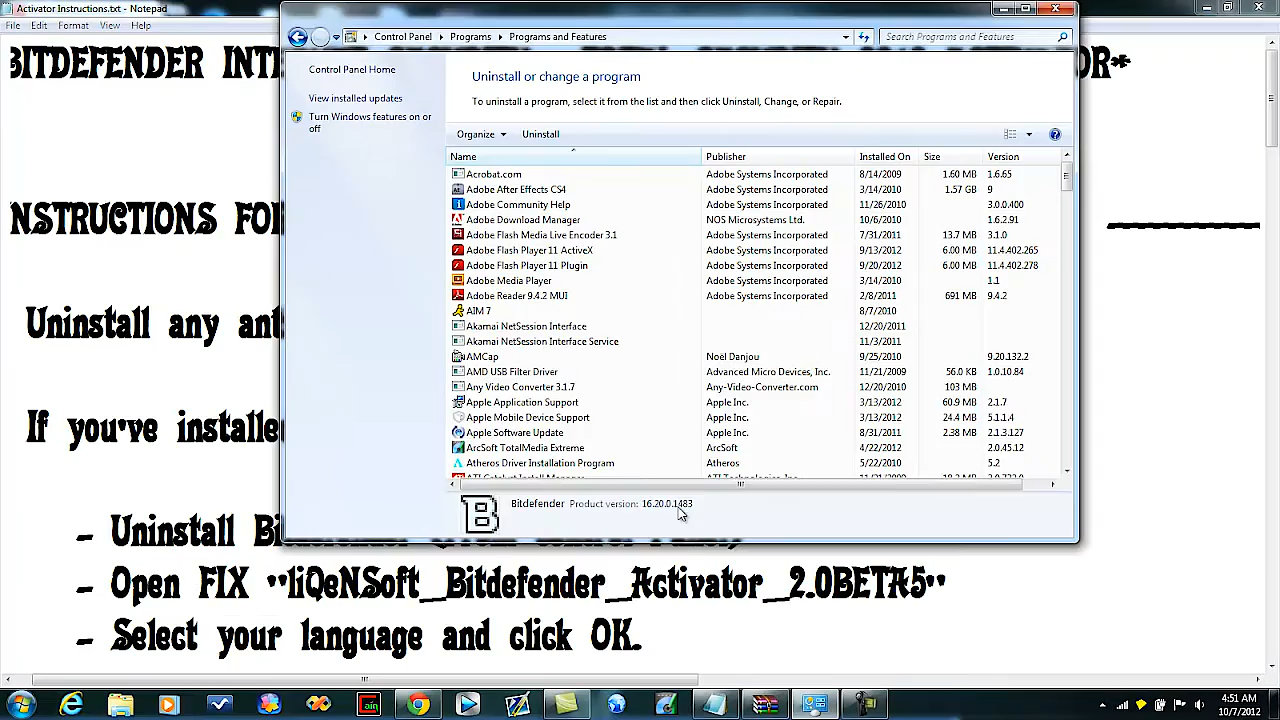 Activator Instructions.txt - Notepad
File Edit Format View Help
BITDEFENDER INTE
OR*
NSTRUCTIONS FO
Uninstall any ant
If you've installe
- Uninstall Bi
- Open FIX "liQeNSoft_Bitdefender_Activator_2.0BETA5"
- Select your language and click OK.
Control Panel Programs Programs and Features
Search Programs and Features
Control Panel Home
View installed updates
Turn Windows features on or
off
Uninstall or change a program
To uninstall a program, select it from the list and then click Uninstall, Change, or Repair.
Organize Uninstall
Name Publisher Installed On Size Version
Acrobat.com Adobe Systems Incorporated 8/14/2009 1.60 MB 1.6.65
Adobe After Effects CS4 Adobe Systems Incorporated 3/14/2010 1.57 GB 9
Adobe Community Help Adobe Systems Incorporated 11/26/2010 3.0.0.400
Adobe Download Manager NOS Microsystems Ltd. 10/6/2010 1.6.2.91
Adobe Flash Media Live Encoder 3.1 Adobe Systems Incorporated 7/31/2011 13.7 MB 3.1.0
Adobe Flash Player 11 ActiveX Adobe Systems Incorporated 9/13/2012 6.00 MB 11.4.402.265
Adobe Flash Player 11 Plugin Adobe Systems Incorporated 9/20/2012 6.00 MB 11.4.402.278
Adobe Media Player Adobe Systems Incorporated 3/14/2010 1.1
Adobe Reader 9.4.2 MUI Adobe Systems Incorporated 2/8/2011 691 MB 9.4.2
AIM 7 8/7/2010
Akamai NetSession Interface 12/20/2011
Akamai NetSession Interface Service 11/3/2011
AMCap Noel Danjou 9/25/2010 9.20.132.2
AMD USB Filter Driver Advanced Micro Devices, Inc. 11/21/2009 56.0 KB 1.0.10.84
Any Video Converter 3.1.7 Any-Video-Converter.com 12/20/2010 103 MB
Apple Application Support Apple Inc. 3/13/2012 60.9 MB 2.1.7
Apple Mobile Device Support Apple Inc. 3/13/2012 24.4 MB 5.1.1.4
Apple Software Update Apple Inc. 8/31/2011 2.38 MB 2.1.3.127
ArcSoft TotalMedia Extreme ArcSoft 4/22/2012 2.0.45.12
Atheros Driver Installation Program Atheros 5/22/2010 5.2
ATI Catalyst Install Manager ATI Technologies, Inc. 11/21/2009
Bitdefender Product version: 16.20.0.1483
Cain
4:51 AM
10/7/2012